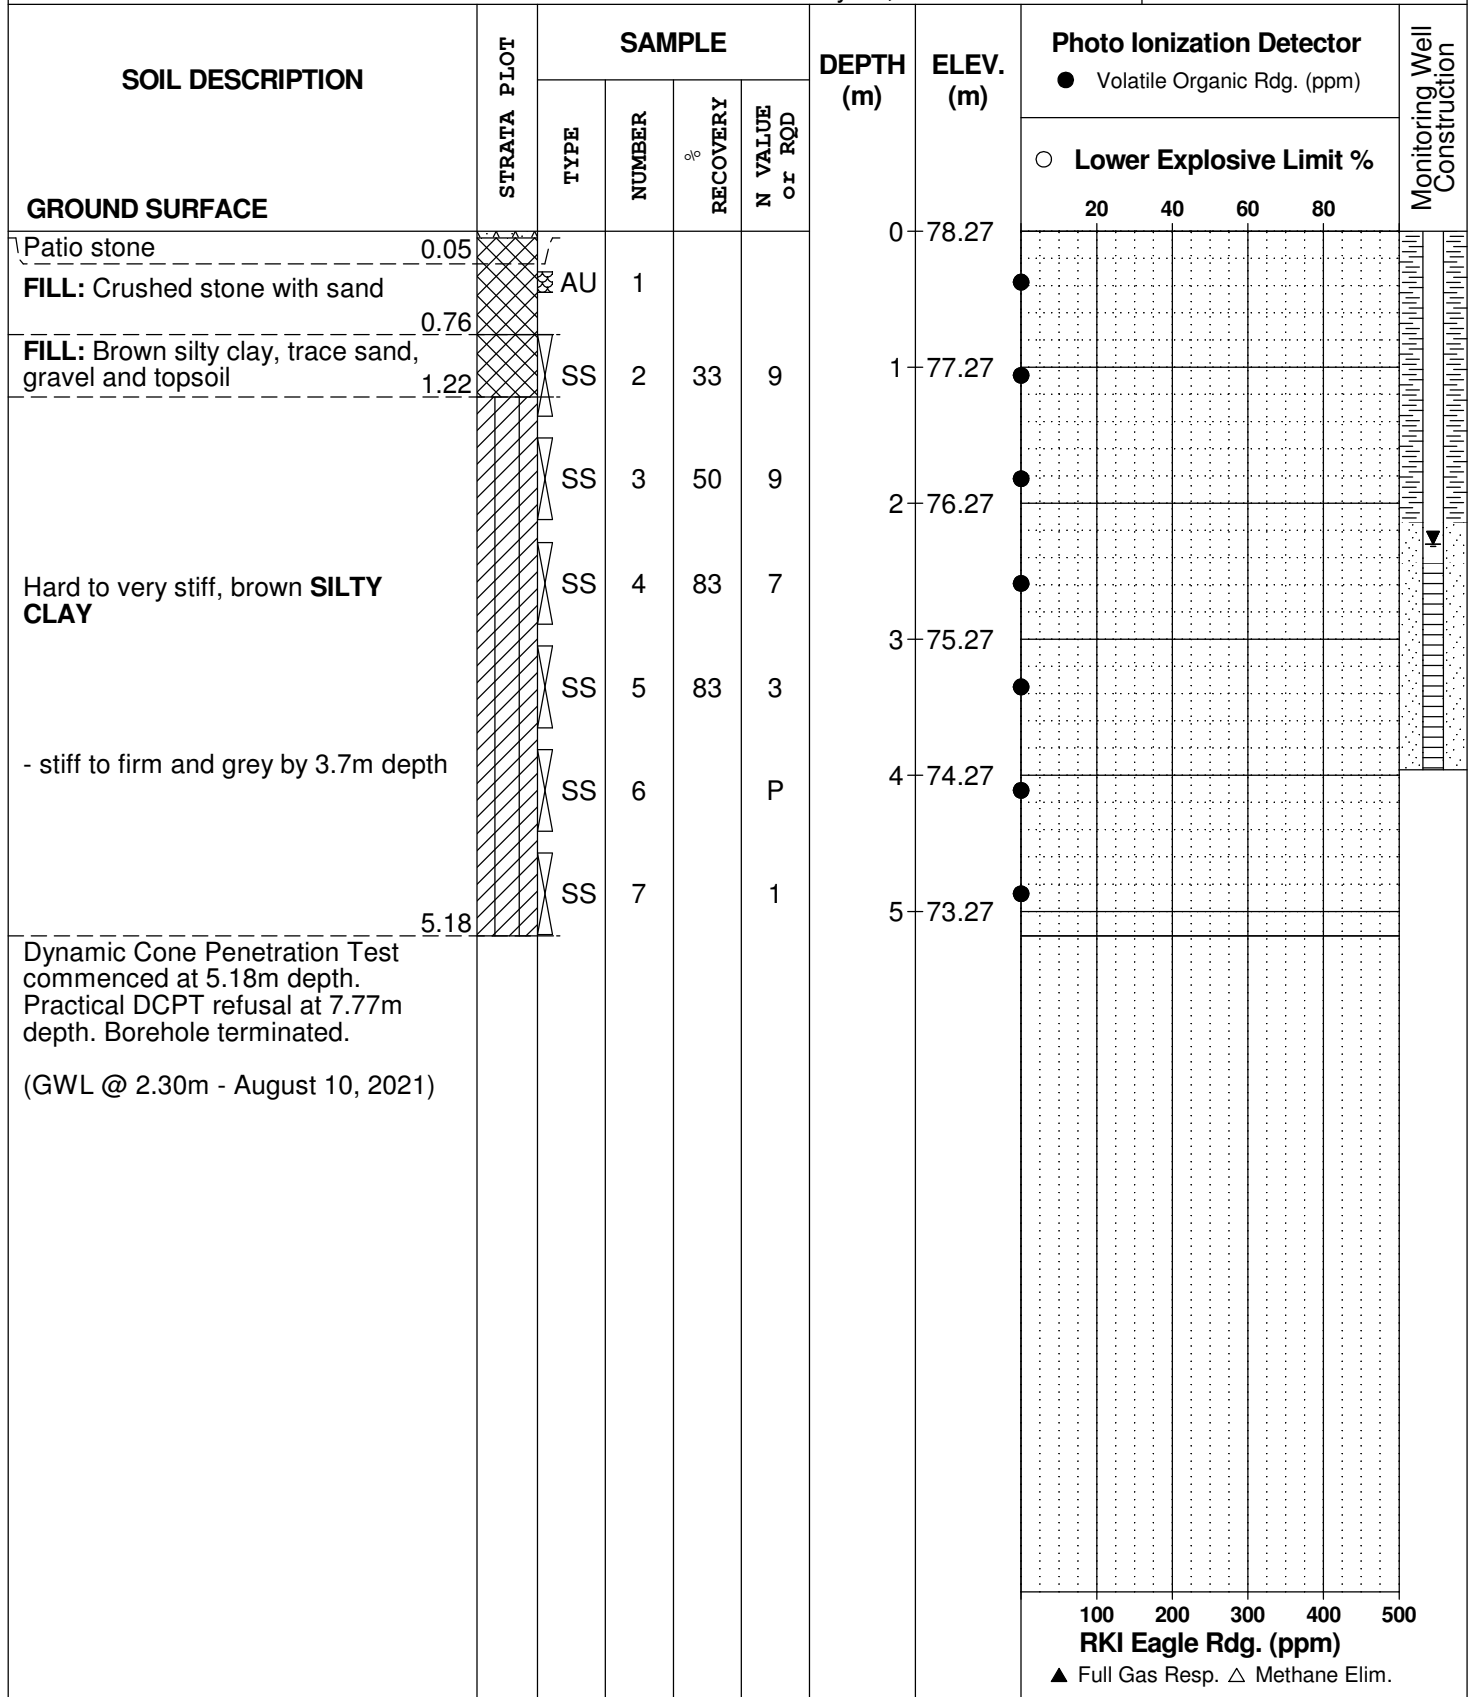 SOIL DESCRIPTION
GROUND SURFACE
STRATA PLOT
SAMPLE
TYPE
NUMBER
%
RECOVERY
N VALUE
or RQD
DEPTH
(m)
ELEV.
(m)
Photo Ionization Detector
● Volatile Organic Rdg. (ppm)
○ Lower Explosive Limit %
20 40 60 80
Monitoring Well
Construction
0 78.27
Patio stone 0.05
FILL: Crushed stone with sand
0.76
AU 1
FILL: Brown silty clay, trace sand,
gravel and topsoil 1.22
SS 2 33 9
1 77.27
SS 3 50 9
2 76.27
Hard to very stiff, brown SILTY
CLAY
SS 4 83 7
3 75.27
SS 5 83 3
- stiff to firm and grey by 3.7m depth
4 74.27
SS 6 P
SS 7 1
5 73.27
5.18
Dynamic Cone Penetration Test
commenced at 5.18m depth.
Practical DCPT refusal at 7.77m
depth. Borehole terminated.
(GWL @ 2.30m - August 10, 2021)
100 200 300 400 500
RKI Eagle Rdg. (ppm)
▲ Full Gas Resp. △ Methane Elim.